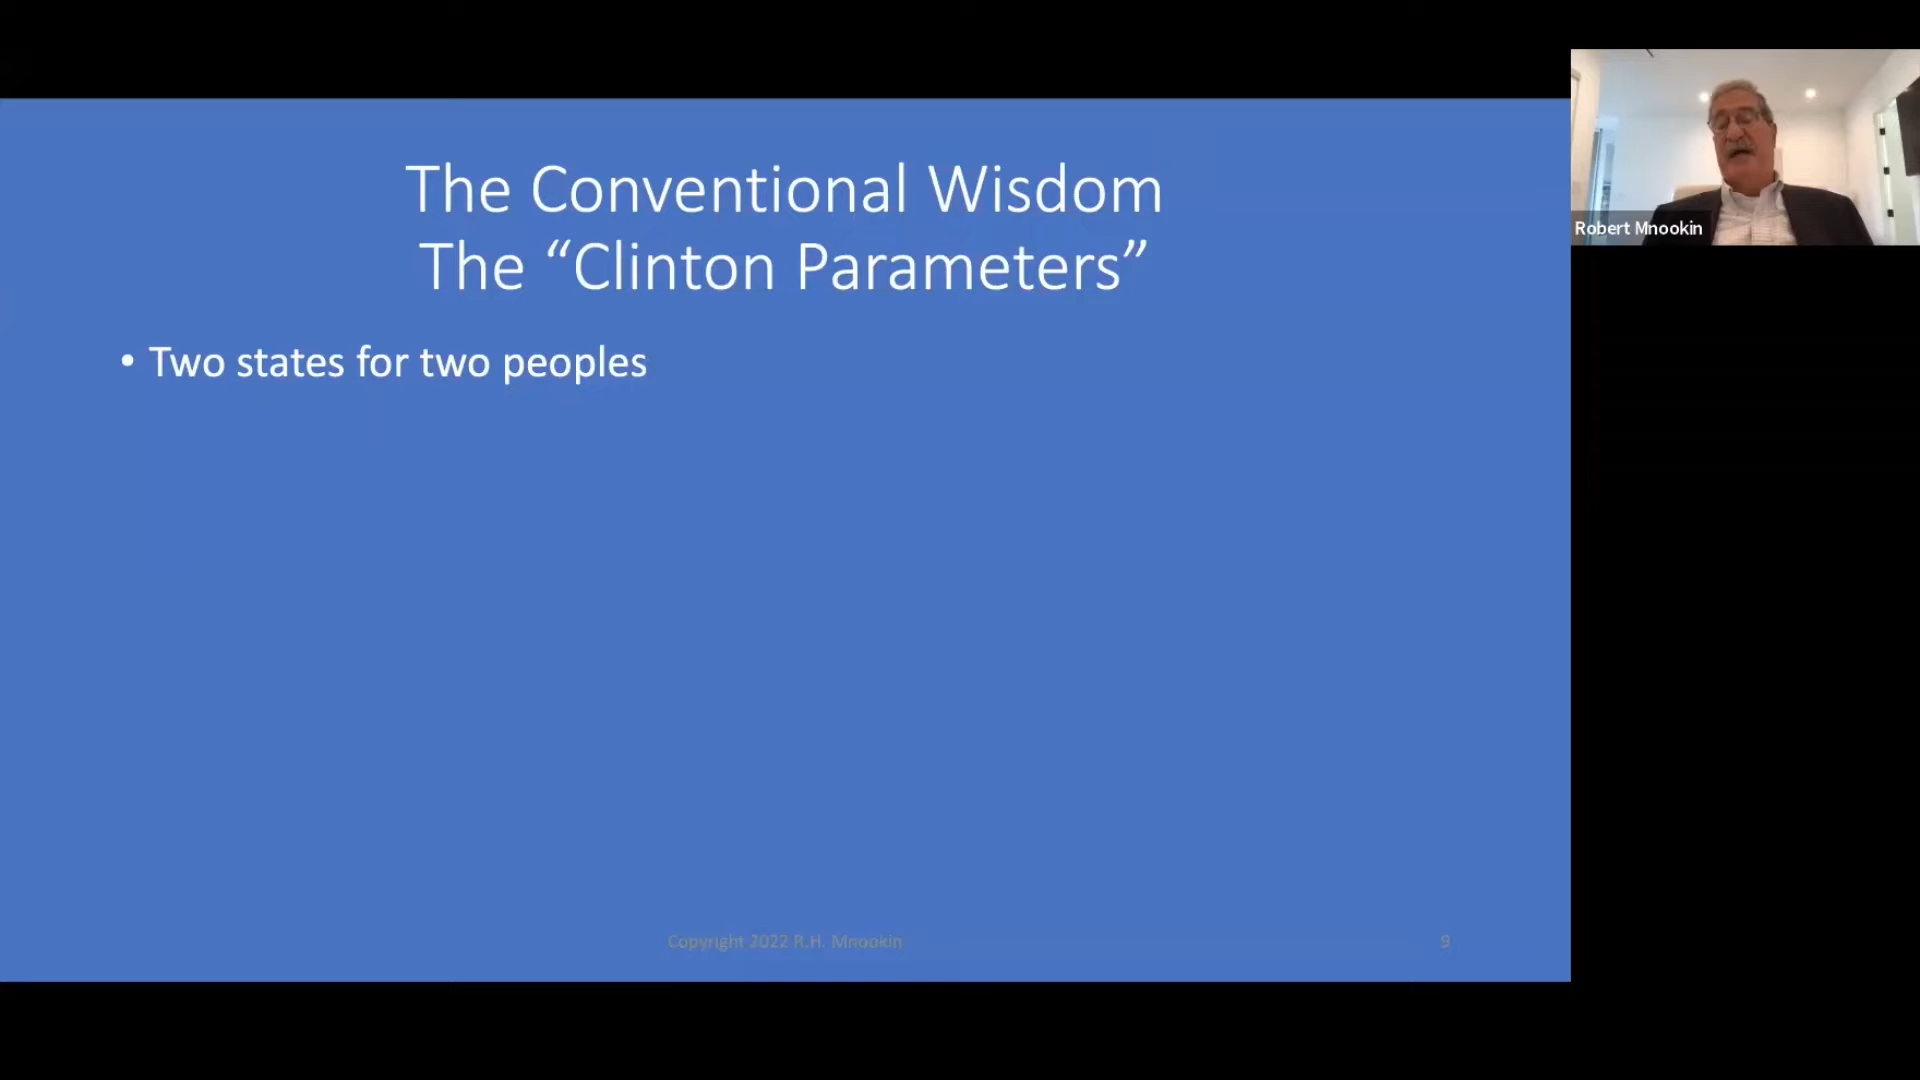 The Conventional Wisdom
The “Clinton Parameters”
• Two states for two peoples
Copyright 2022 R.H. Mnookin
9
Robert Mnookin